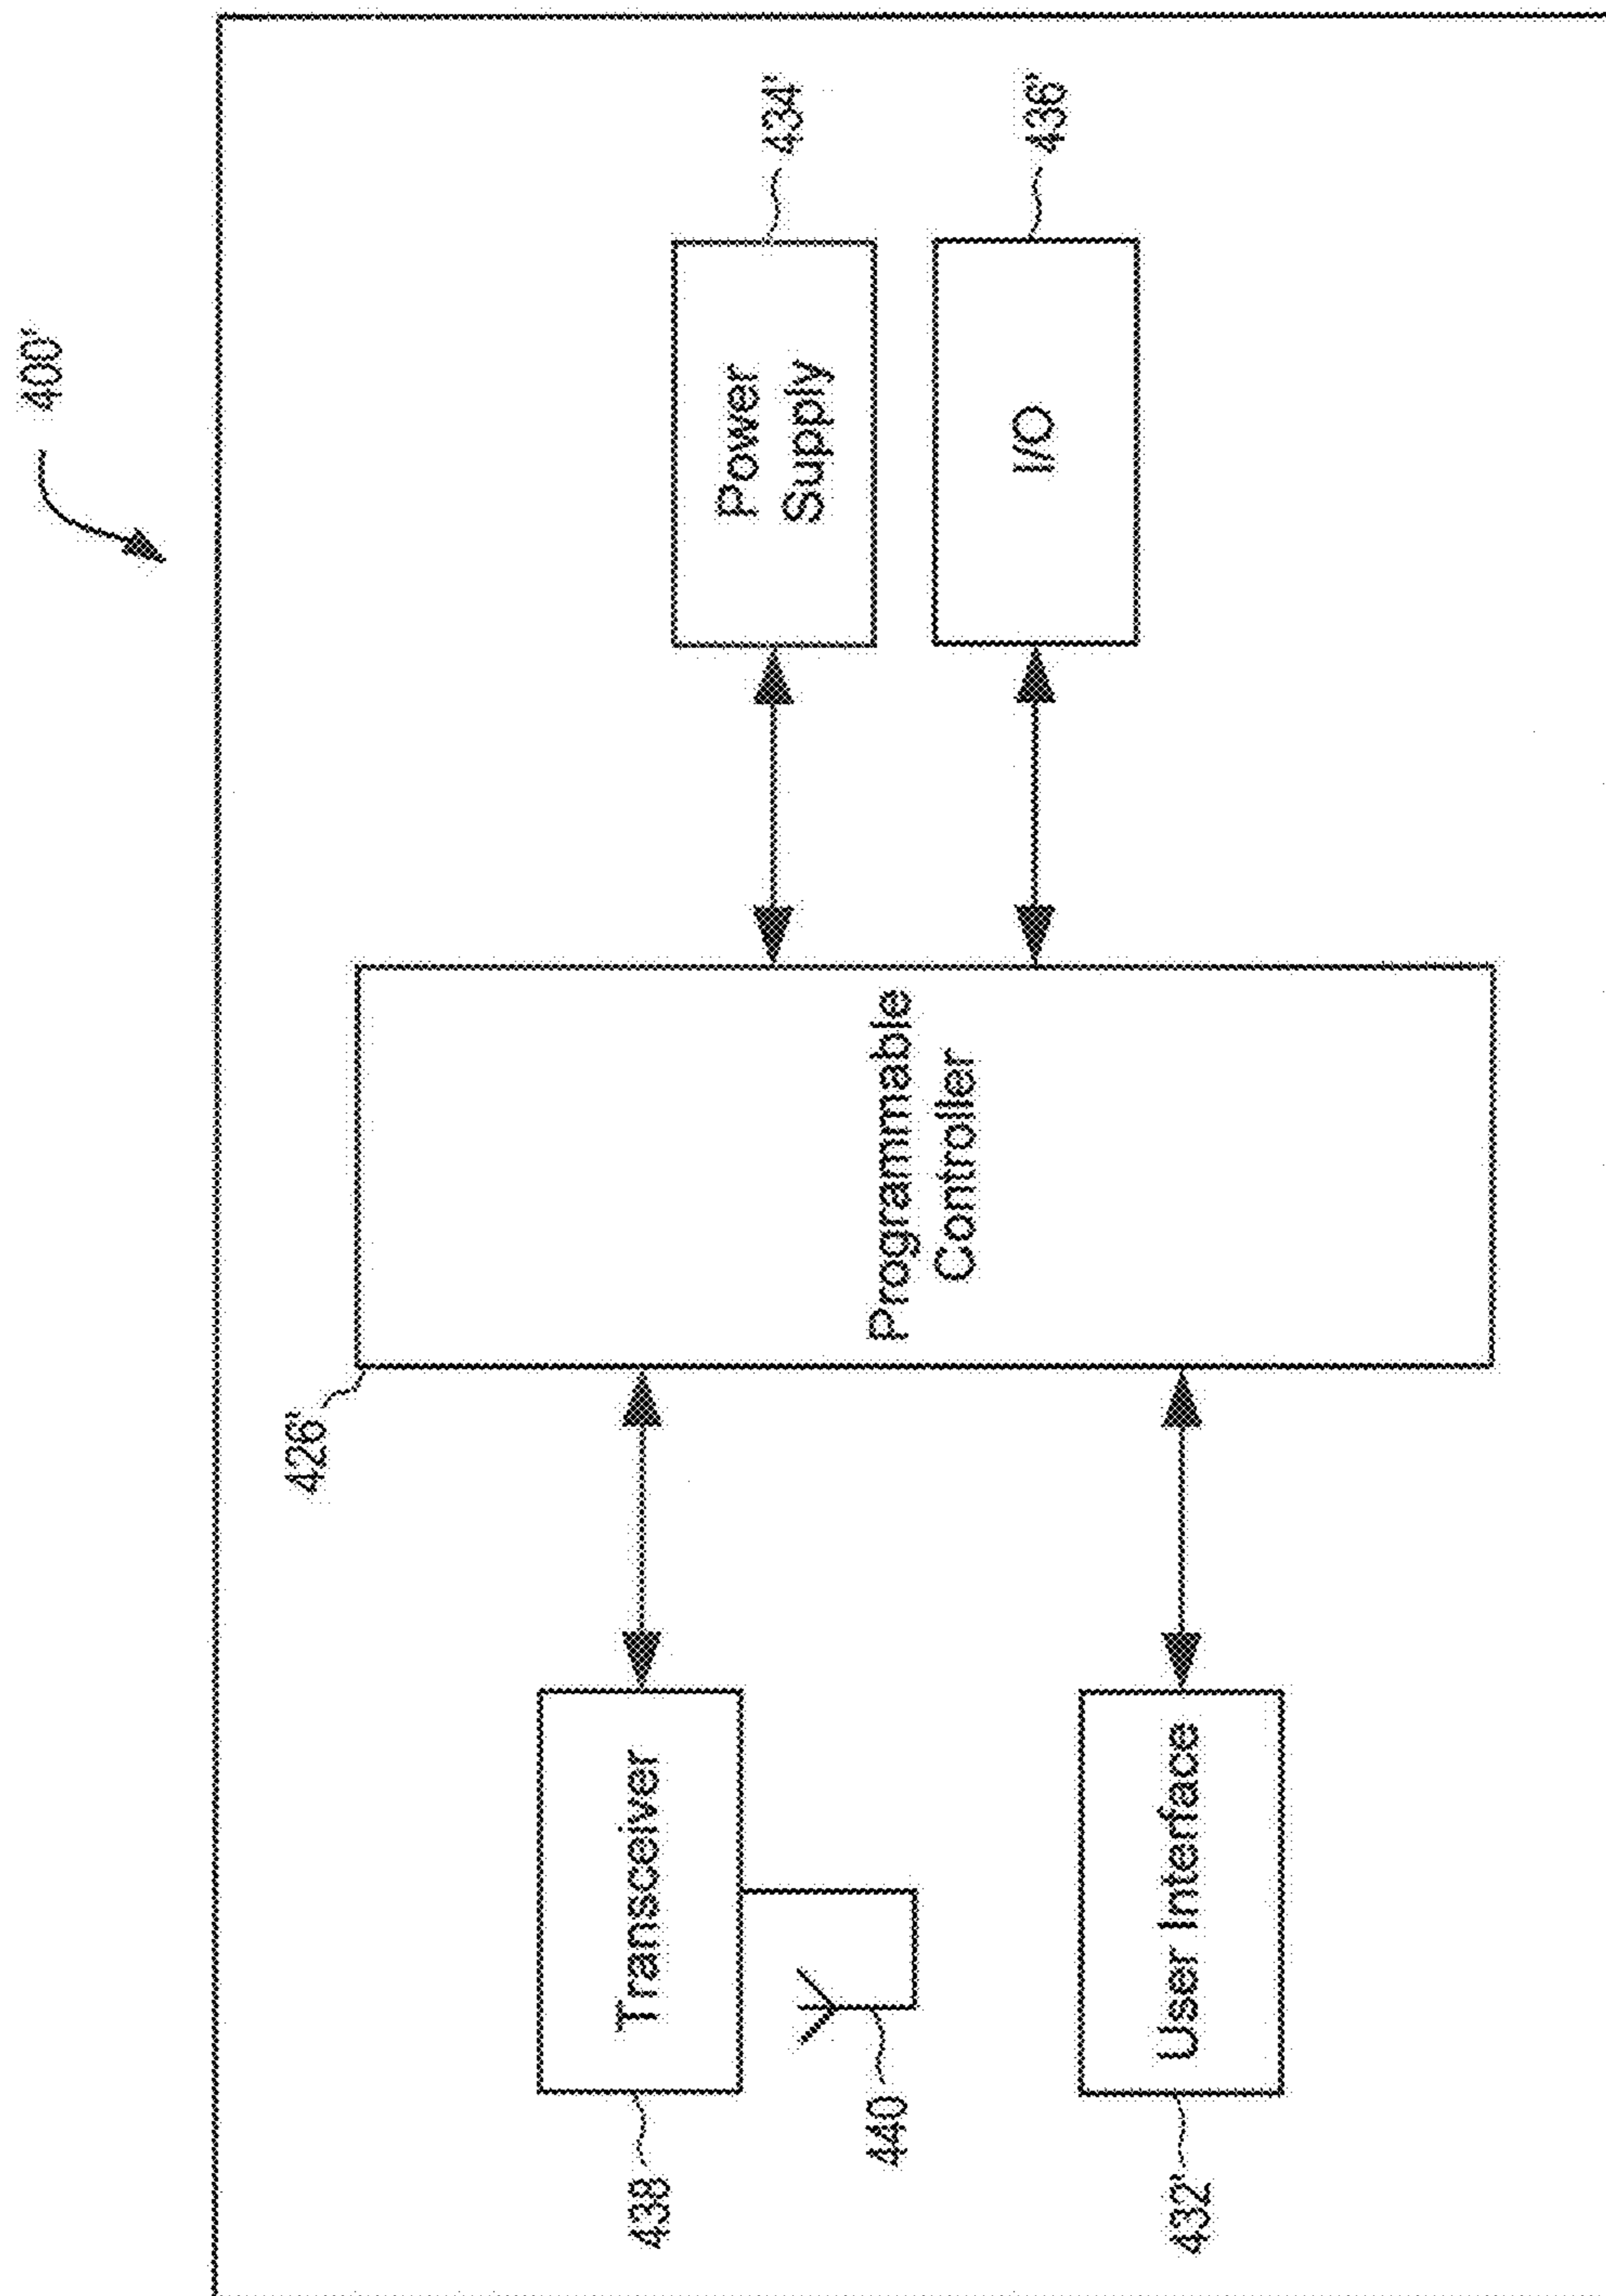 400"
426"
438
Transceiver
440
432"
User Interface
Programmable
Controller
Power
Supply
434"
I/O
436"